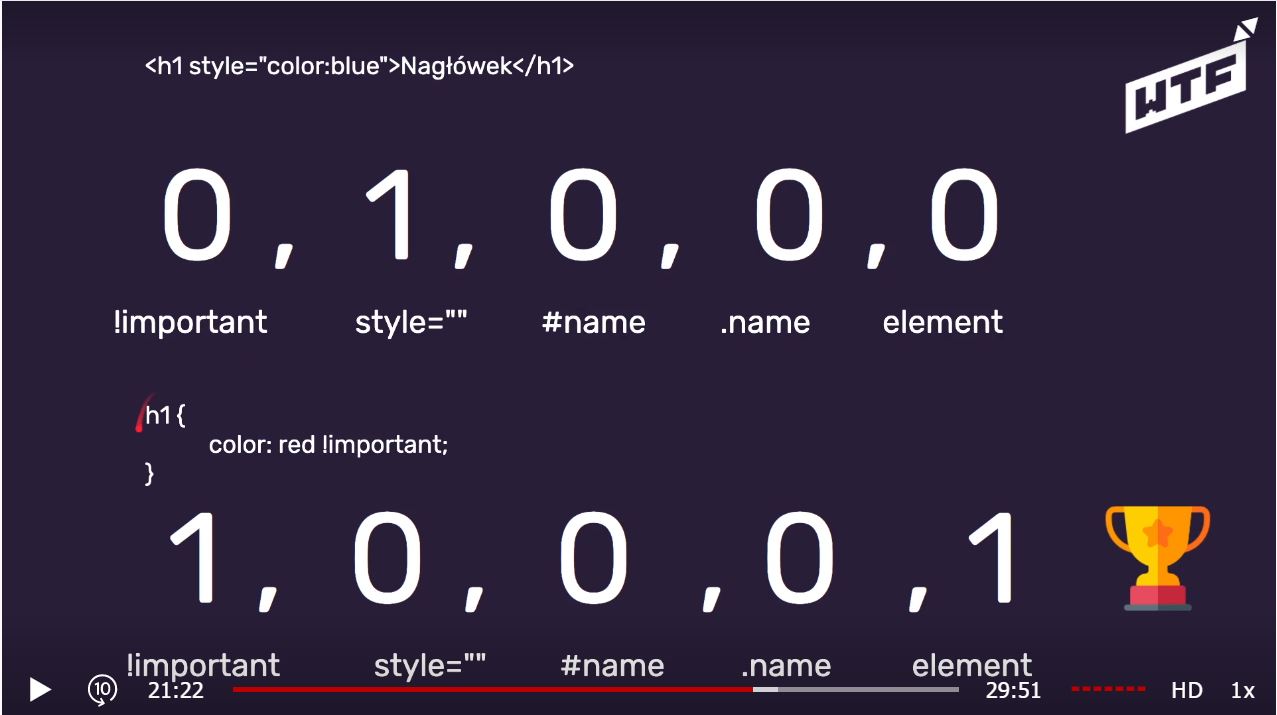 <h1 style="color:blue">Nagłówek</h1>
WTF
0, 1, 0, 0, 0
!important style="" #name .name element
h1 {
color: red !important;
}
1, 0, 0, 0, 1
!important style="" #name .name element
10 21:22 29:51 HD 1x